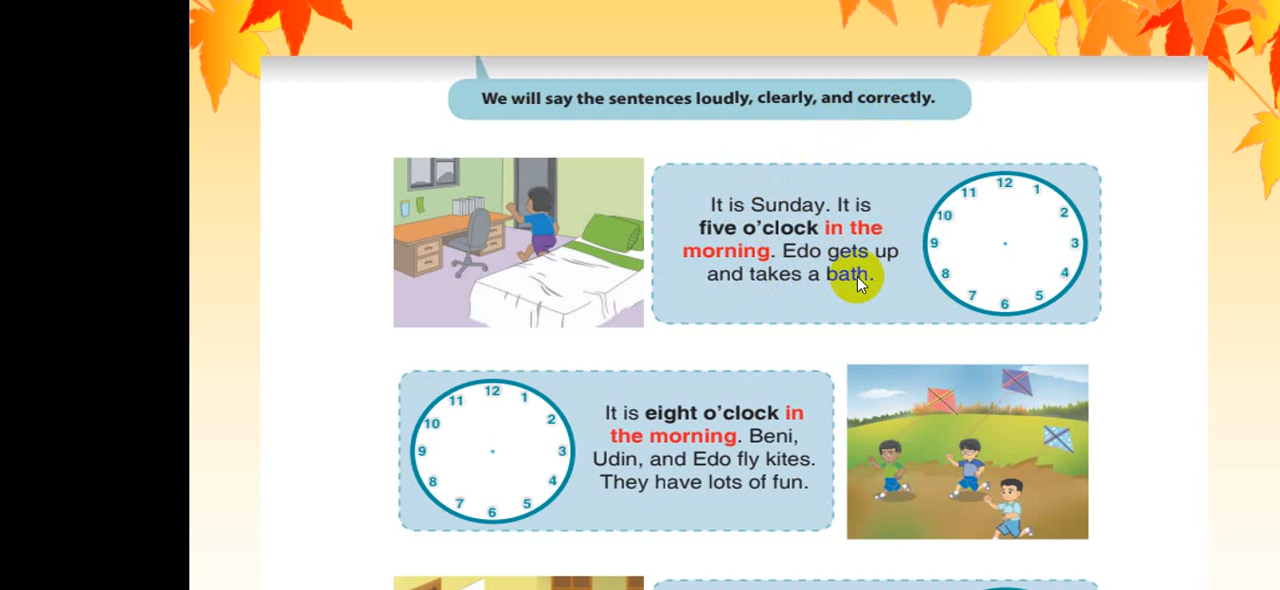 We will say the sentences loudly, clearly, and correctly.
It is Sunday. It is
five o'clock in the
morning. Edo gets up
and takes a bath.
12
1
2
3
4
5
6
7
8
9
10
11
12
1
2
3
4
5
6
7
8
9
10
11
It is eight o'clock in
the morning. Beni,
Udin, and Edo fly kites.
They have lots of fun.